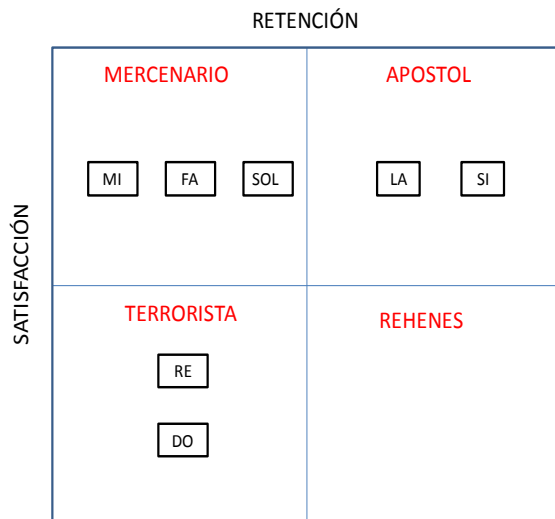 RETENCIÓN
MERCENARIO
APOSTOL
MI
FA
SOL
LA
SI
SATISFACCIÓN
TERRORISTA
REHENES
RE
DO